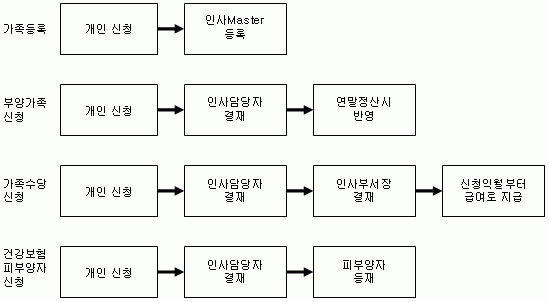 가족등록
개인 신청
인사Master
등록
부양가족
신청
개인 신청
인사담당자
결재
연말정산시
반영
가족수당
신청
개인 신청
인사담당자
결재
인사부서장
결재
신청익월부터
급여로 지급
건강보험
피부양자
신청
개인 신청
인사담당자
결재
피부양자
등재